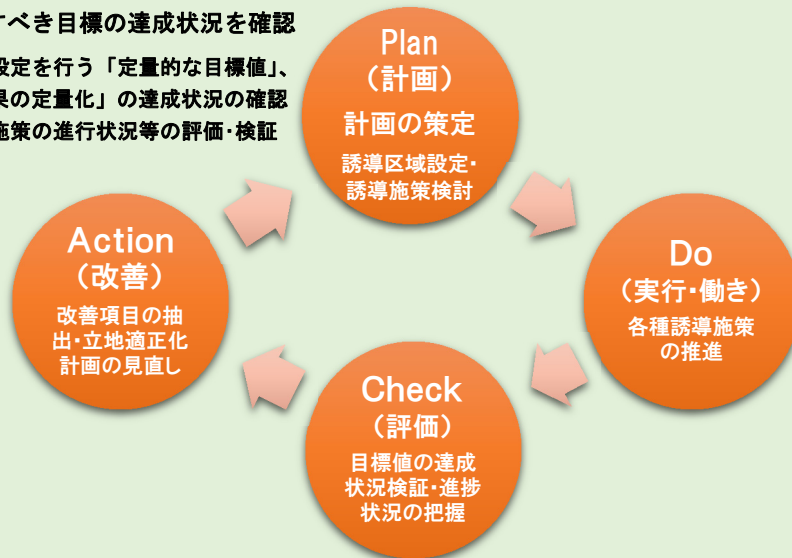 べき目標の達成状況を確認
設定を行う「定量的な目標値」、
果の定量化」の達成状況の確認
施策の進行状況等の評価・検証
Plan
（計画）
計画の策定
誘導区域設定・
誘導施策検討
Do
（実行・働き）
各種誘導施策
の推進
Check
（評価）
目標値の達成
状況検証・進捗
状況の把握
Action
（改善）
改善項目の抽
出・立地適正化
計画の見直し